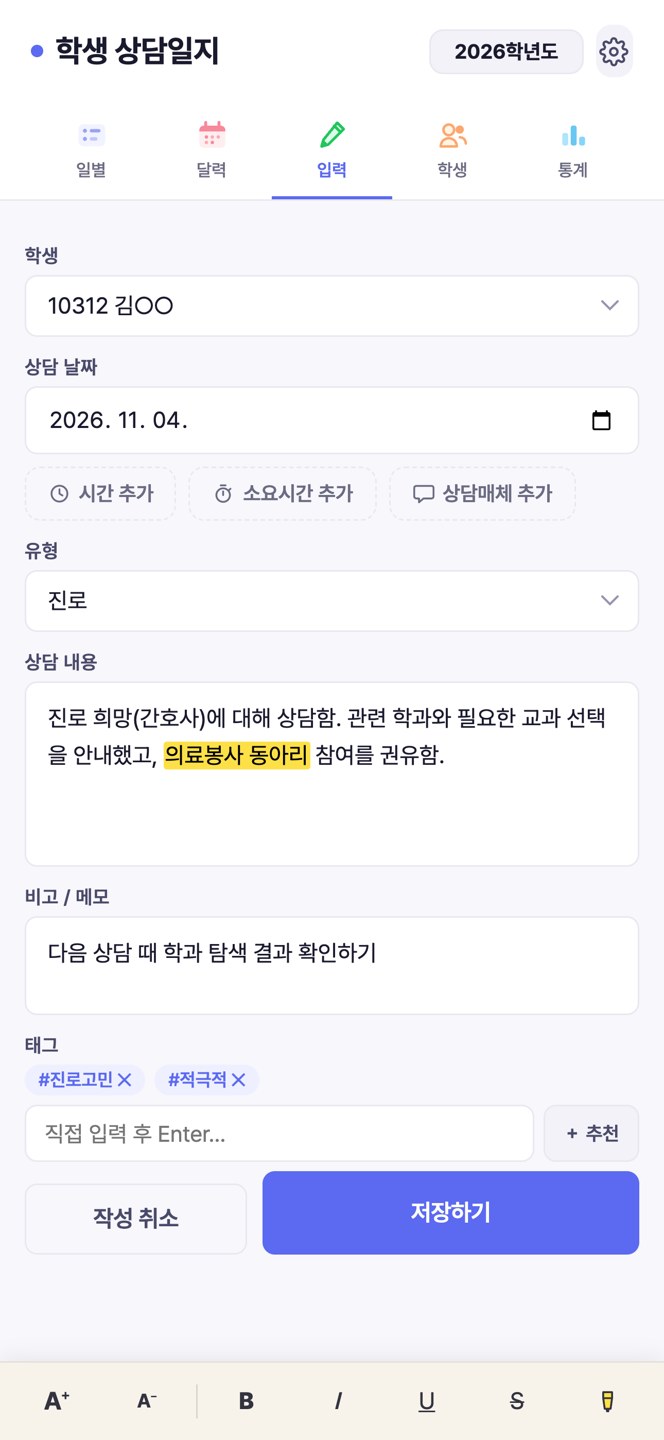 학생 상담일지
2026학년도
일별 달력 입력 학생 통계
학생
10312 김○○
상담 날짜
2026. 11. 04.
시간 추가 소요시간 추가 상담매체 추가
유형
진로
상담 내용
진로 희망(간호사)에 대해 상담함. 관련 학과와 필요한 교과 선택
을 안내했고, 의료봉사 동아리 참여를 권유함.
비고 / 메모
다음 상담 때 학과 탐색 결과 확인하기
태그
#진로고민 × #적극적 ×
직접 입력 후 Enter...
+ 추천
작성 취소 저장하기
A+ A- B I U S